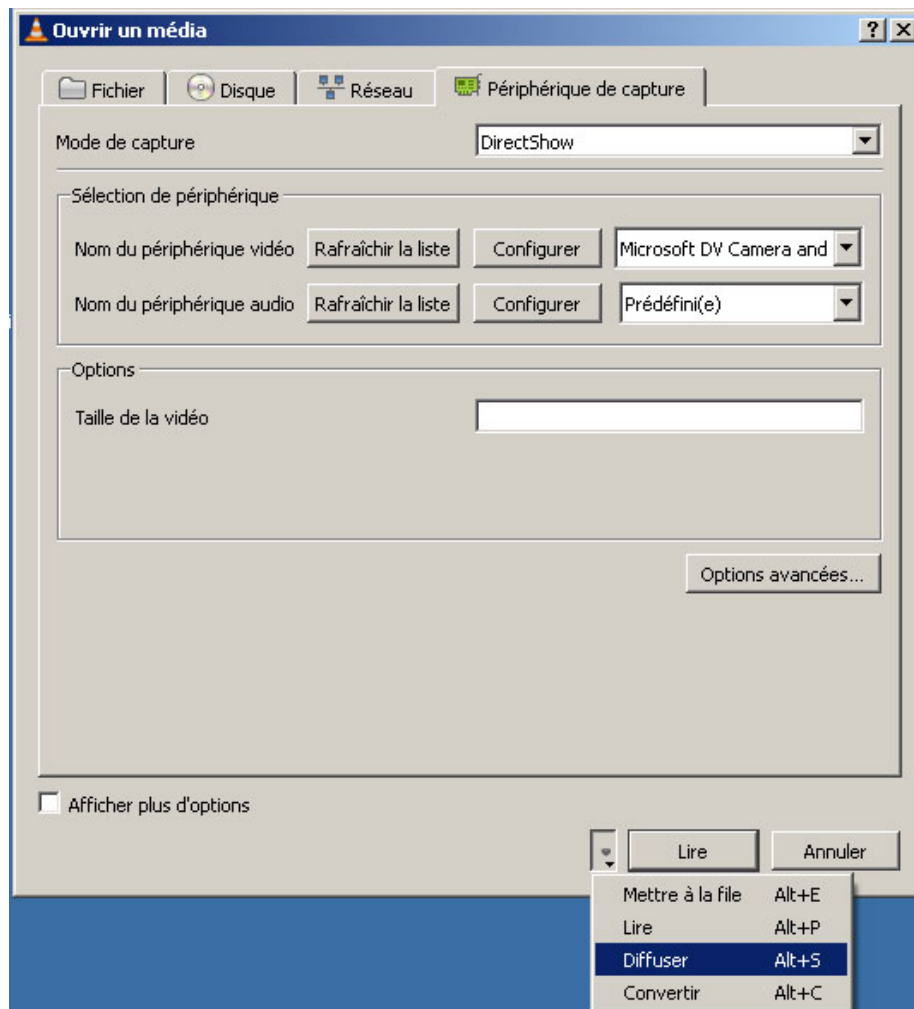 Ouvrir un média
Fichier Disque Réseau Périphérique de capture
Mode de capture DirectShow
Sélection de périphérique
Nom du périphérique vidéo Rafraîchir la liste Configurer Microsoft DV Camera and
Nom du périphérique audio Rafraîchir la liste Configurer Prédéfini(e)
Options
Taille de la vidéo
Options avancées...
Afficher plus d'options
Lire Annuler
Mettre à la file Alt+E
Lire Alt+P
Diffuser Alt+S
Convertir Alt+C